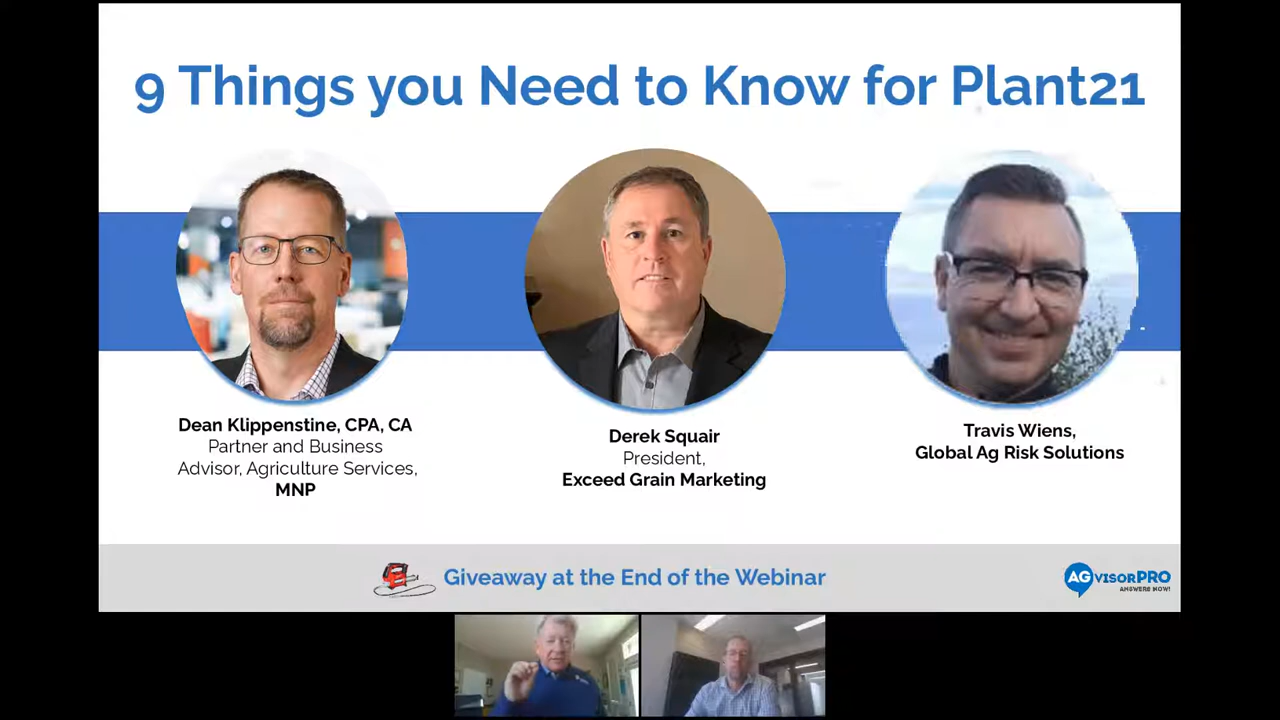 9 Things you Need to Know for Plant21
Dean Klippenstine, CPA, CA
Partner and Business
Advisor, Agriculture Services,
MNP
Derek Squair
President,
Exceed Grain Marketing
Travis Wiens,
Global Ag Risk Solutions
Giveaway at the End of the Webinar
AGVISORPRO
ANSWERS NOW!